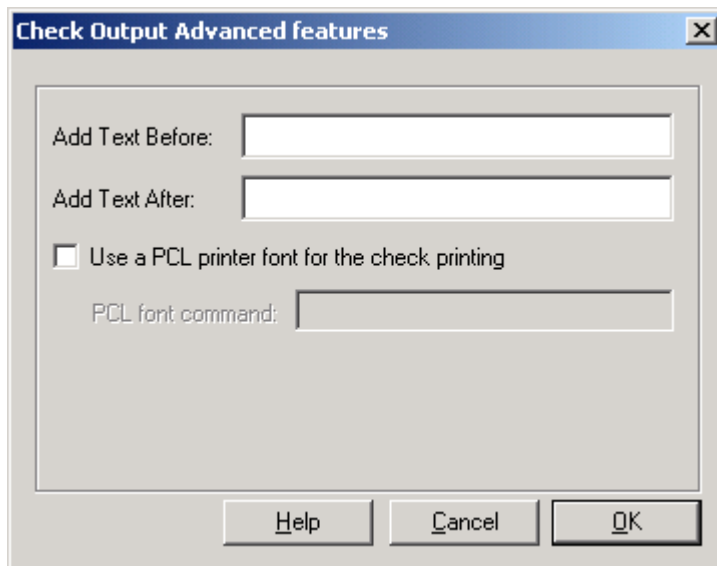 Check Output Advanced features
Add Text Before:
Add Text After:
Use a PCL printer font for the check printing
PCL font command:
Help Cancel OK